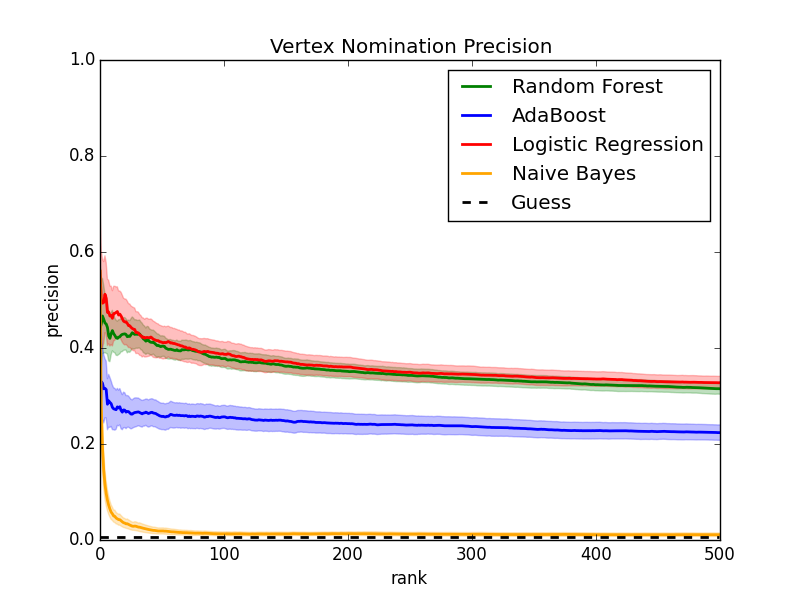 Vertex Nomination Precision
1.0
0.8
0.6
0.4
0.2
0.0
precision
Random Forest
AdaBoost
Logistic Regression
Naive Bayes
Guess
0 100 200 300 400 500
rank